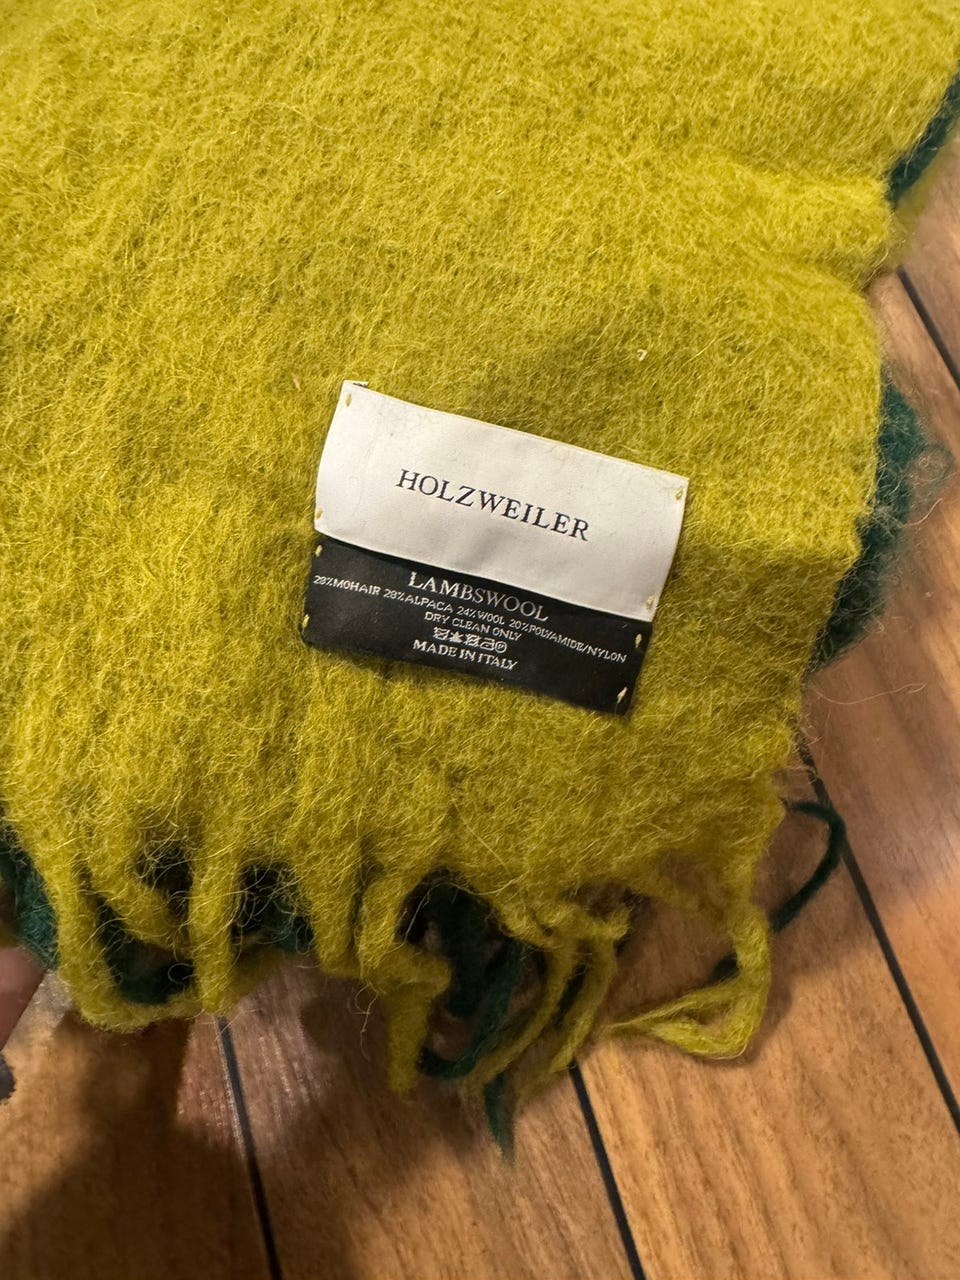 HOLZWEILER
LAMBSWOOL
28%MOHAIR 28%ALPACA 24%WOOL 20%POLYAMIDE/NYLON
DRY CLEAN ONLY
MADE IN ITALY